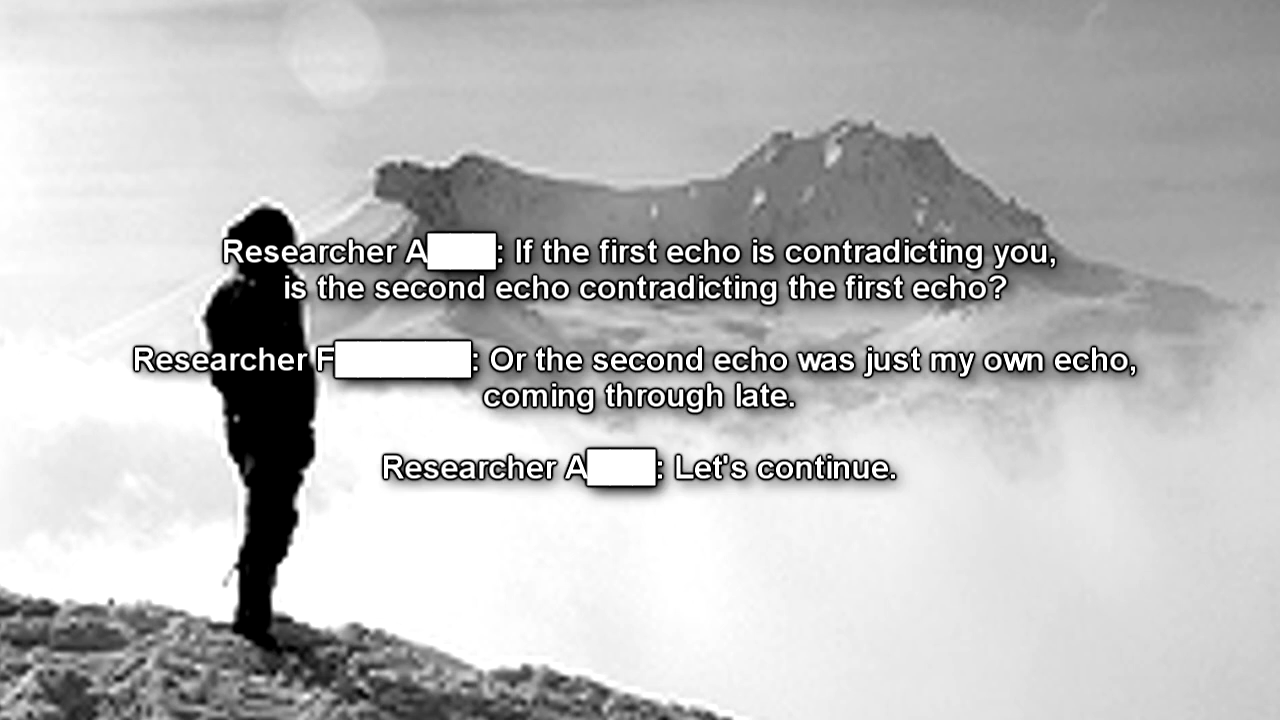 Researcher A: If the first echo is contradicting you,
is the second echo contradicting the first echo?
Researcher F: Or the second echo was just my own echo,
coming through late.
Researcher A: Let's continue.